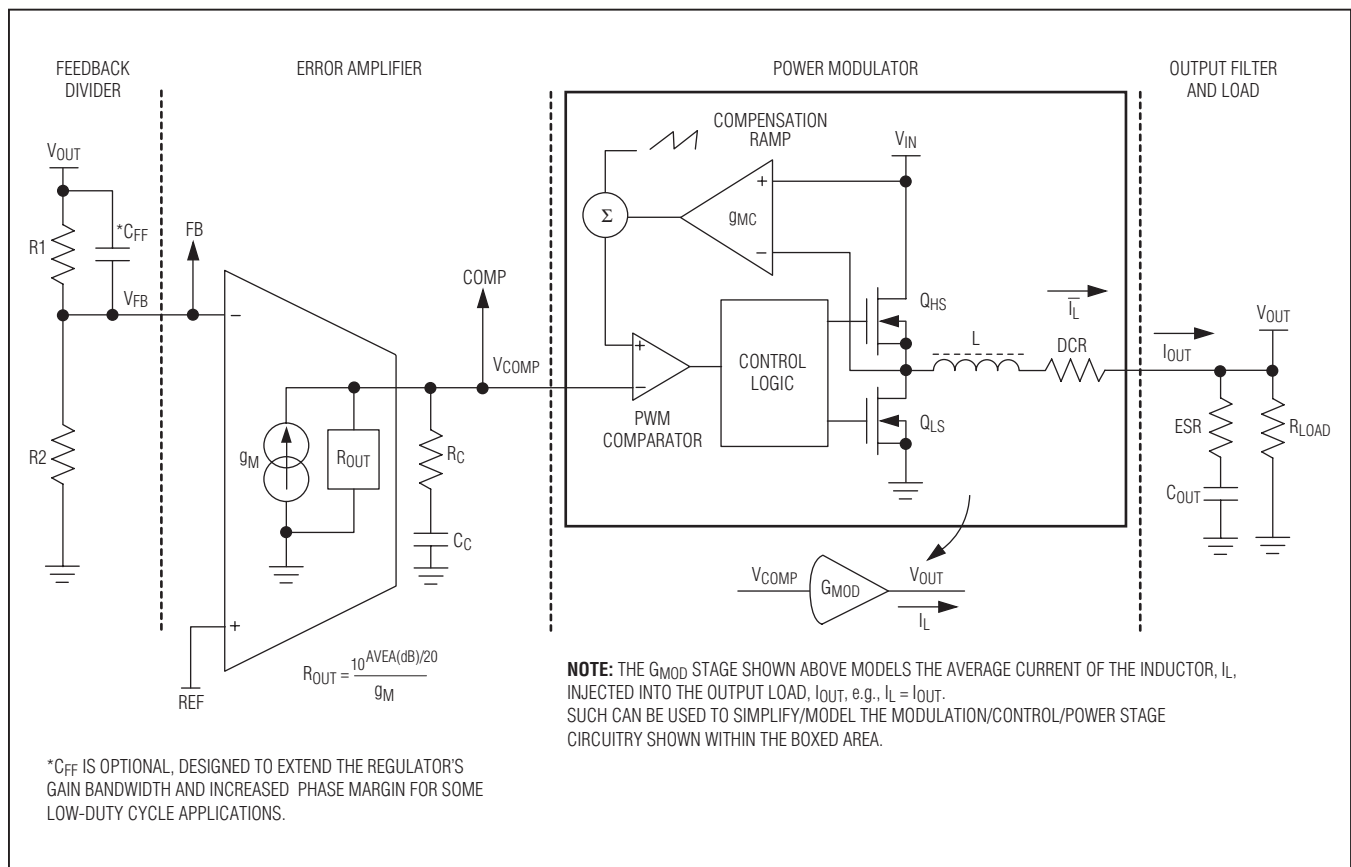 FEEDBACK
DIVIDER
ERROR AMPLIFIER
POWER MODULATOR
OUTPUT FILTER
AND LOAD
VOUT
R1
*CFF
VFB
R2
FB
−
gM
ROUT
+
REF
ROUT = 10^AVEA(dB)/20 / gM
COMP
VCOMP
RC
CC
COMPENSATION
RAMP
Σ
gMC
+
−
VIN
+
−
PWM
COMPARATOR
CONTROL
LOGIC
QHS
QLS
IL
L
DCR
IOUT
VOUT
ESR
COUT
RLOAD
VCOMP
GMOD
VOUT
IL
NOTE: THE GMOD STAGE SHOWN ABOVE MODELS THE AVERAGE CURRENT OF THE INDUCTOR, IL,
INJECTED INTO THE OUTPUT LOAD, IOUT, e.g., IL = IOUT.
SUCH CAN BE USED TO SIMPLIFY/MODEL THE MODULATION/CONTROL/POWER STAGE
CIRCUITRY SHOWN WITHIN THE BOXED AREA.
*CFF IS OPTIONAL, DESIGNED TO EXTEND THE REGULATOR'S
GAIN BANDWIDTH AND INCREASED PHASE MARGIN FOR SOME
LOW-DUTY CYCLE APPLICATIONS.